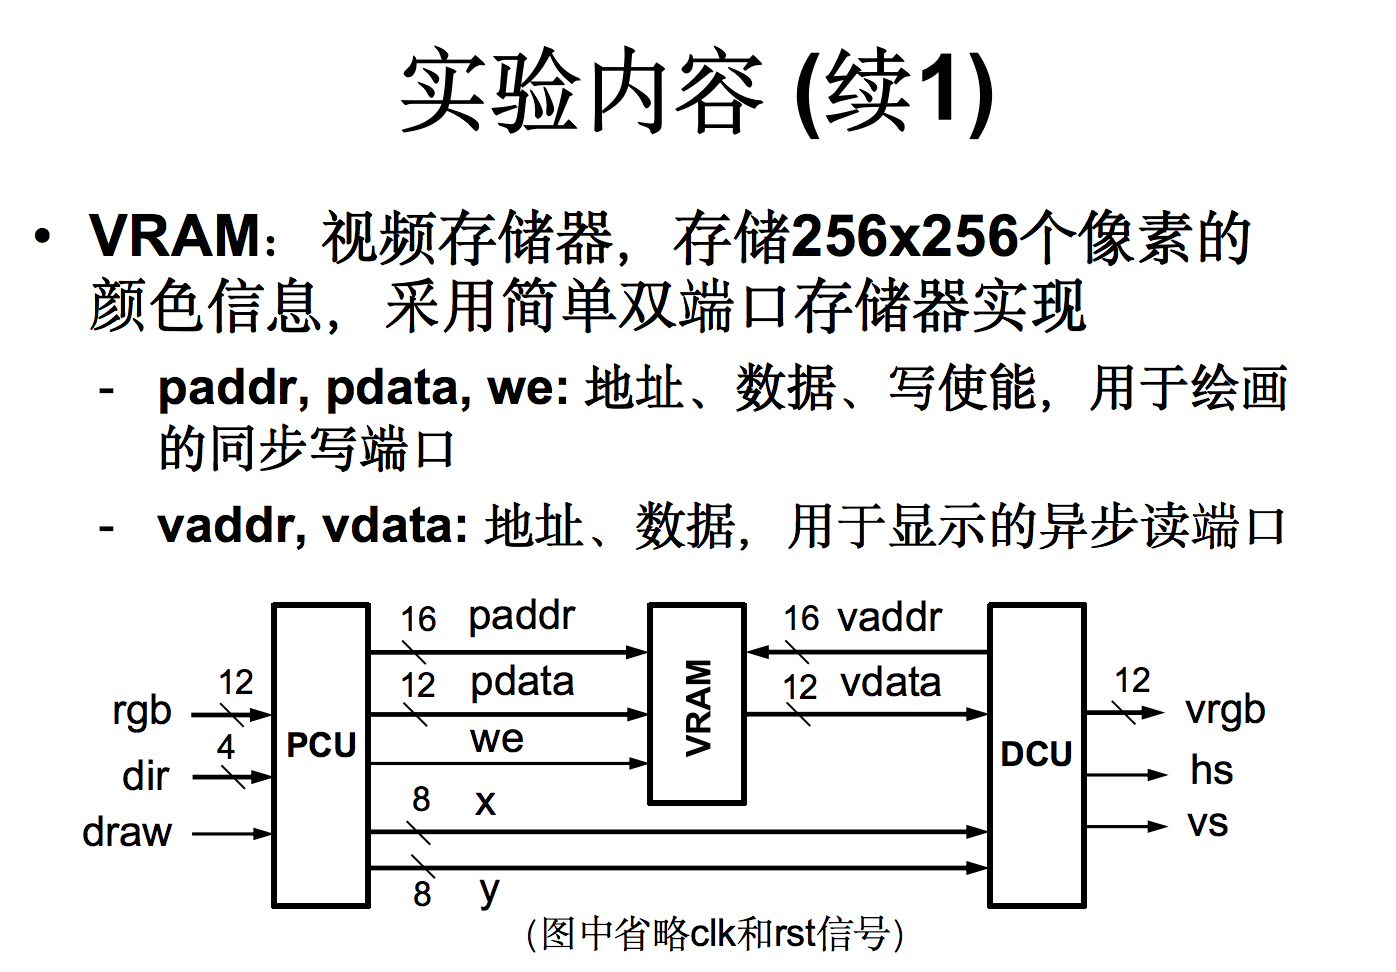 实验内容 (续1)
• VRAM：视频存储器，存储256x256个像素的
颜色信息，采用简单双端口存储器实现
- paddr, pdata, we: 地址、数据、写使能，用于绘画
的同步写端口
- vaddr, vdata: 地址、数据，用于显示的异步读端口
16 paddr
16 vaddr
12 rgb
12 pdata
12 vdata
12 vrgb
4 dir
we
PCU
VRAM
DCU
hs
draw
8 x
vs
8 y
(图中省略clk和rst信号)